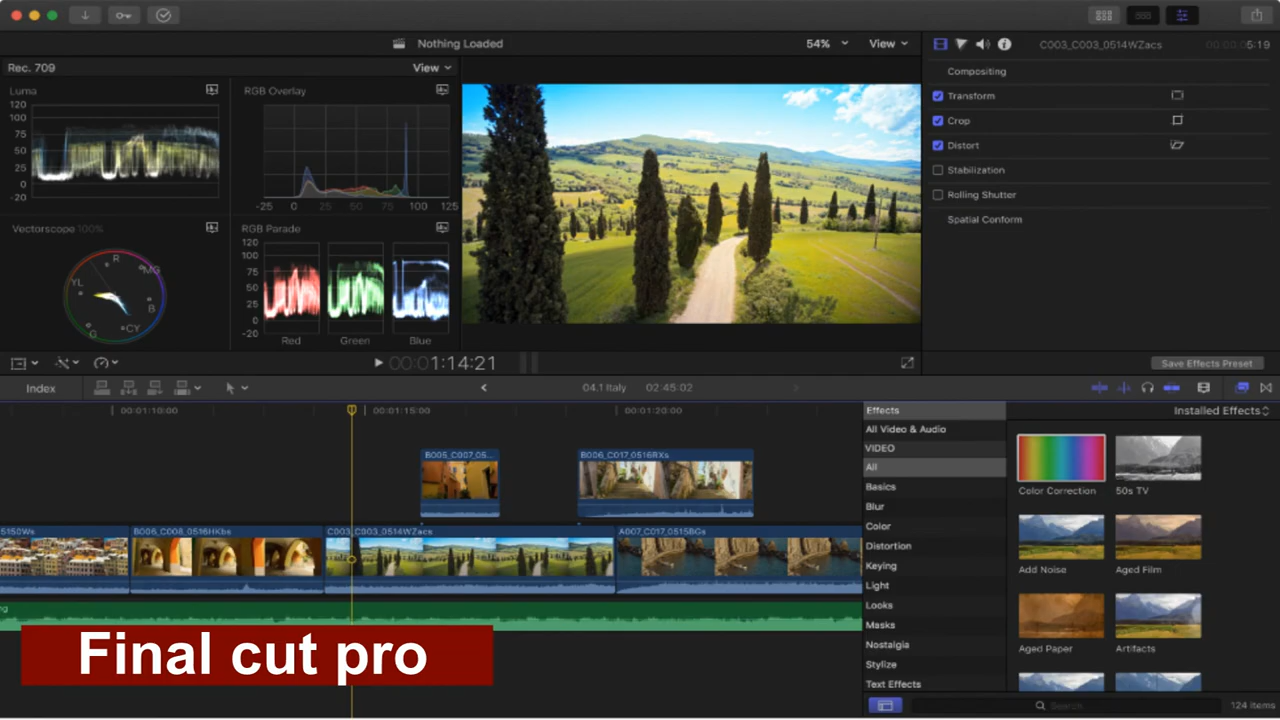 Nothing Loaded
54%
View
C003_C003_0514WZacs
00:00:05:19
Rec. 709
View
Luma
120
100
75
50
25
0
-20
RGB Overlay
-25 0 25 50 75 100 125
Vectorscope 100%
R
MG
B
CY
G
YL
RGB Parade
120
100
75
50
25
0
-20
Red Green Blue
Compositing
Transform
Crop
Distort
Stabilization
Rolling Shutter
Spatial Conform
00:00:1:14:21
Save Effects Preset
Index
04.1 Italy 02:45:02
00:00:01:10:00
00:00:01:15:00
00:00:01:20:00
B005_C007_05...
B006_C017_0516RXs
5150Ws
B006_C008_0516HKbs
C003_C003_0514WZacs
A007_C017_0515BGs
ng
Effects
All Video & Audio
VIDEO
All
Basics
Blur
Color
Distortion
Keying
Light
Looks
Masks
Nostalgia
Stylize
Text Effects
Installed Effects
Color Correction
50s TV
Add Noise
Aged Film
Aged Paper
Artifacts
Search
124 items
Final cut pro